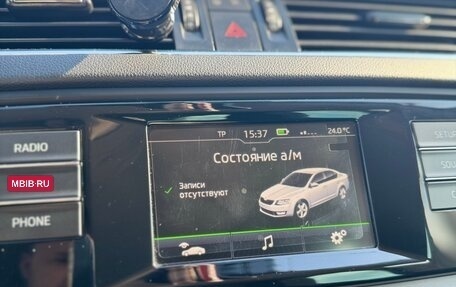 TP 15:37 24.0 °C
Состояние а/м
RADIO
✓ Записи
отсутствуют
MBIB·RU
PHONE
SETUP